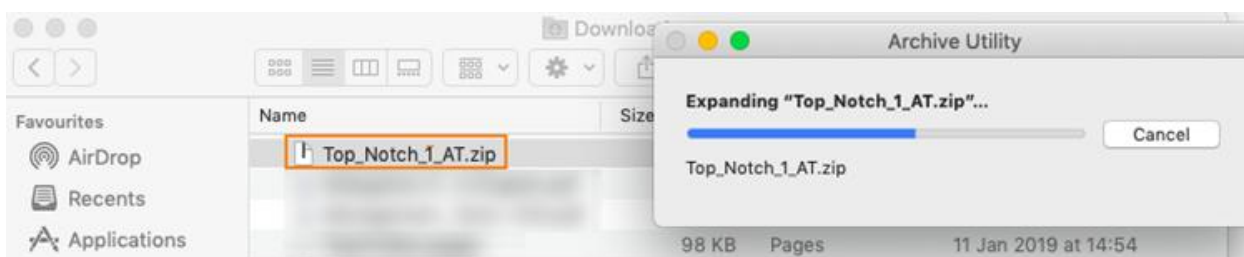 Downloa
Archive Utility
Expanding “Top_Notch_1_AT.zip”...
Cancel
Top_Notch_1_AT.zip
Favourites
AirDrop
Recents
Applications
Name
Size
Top_Notch_1_AT.zip
98 KB
Pages
11 Jan 2019 at 14:54